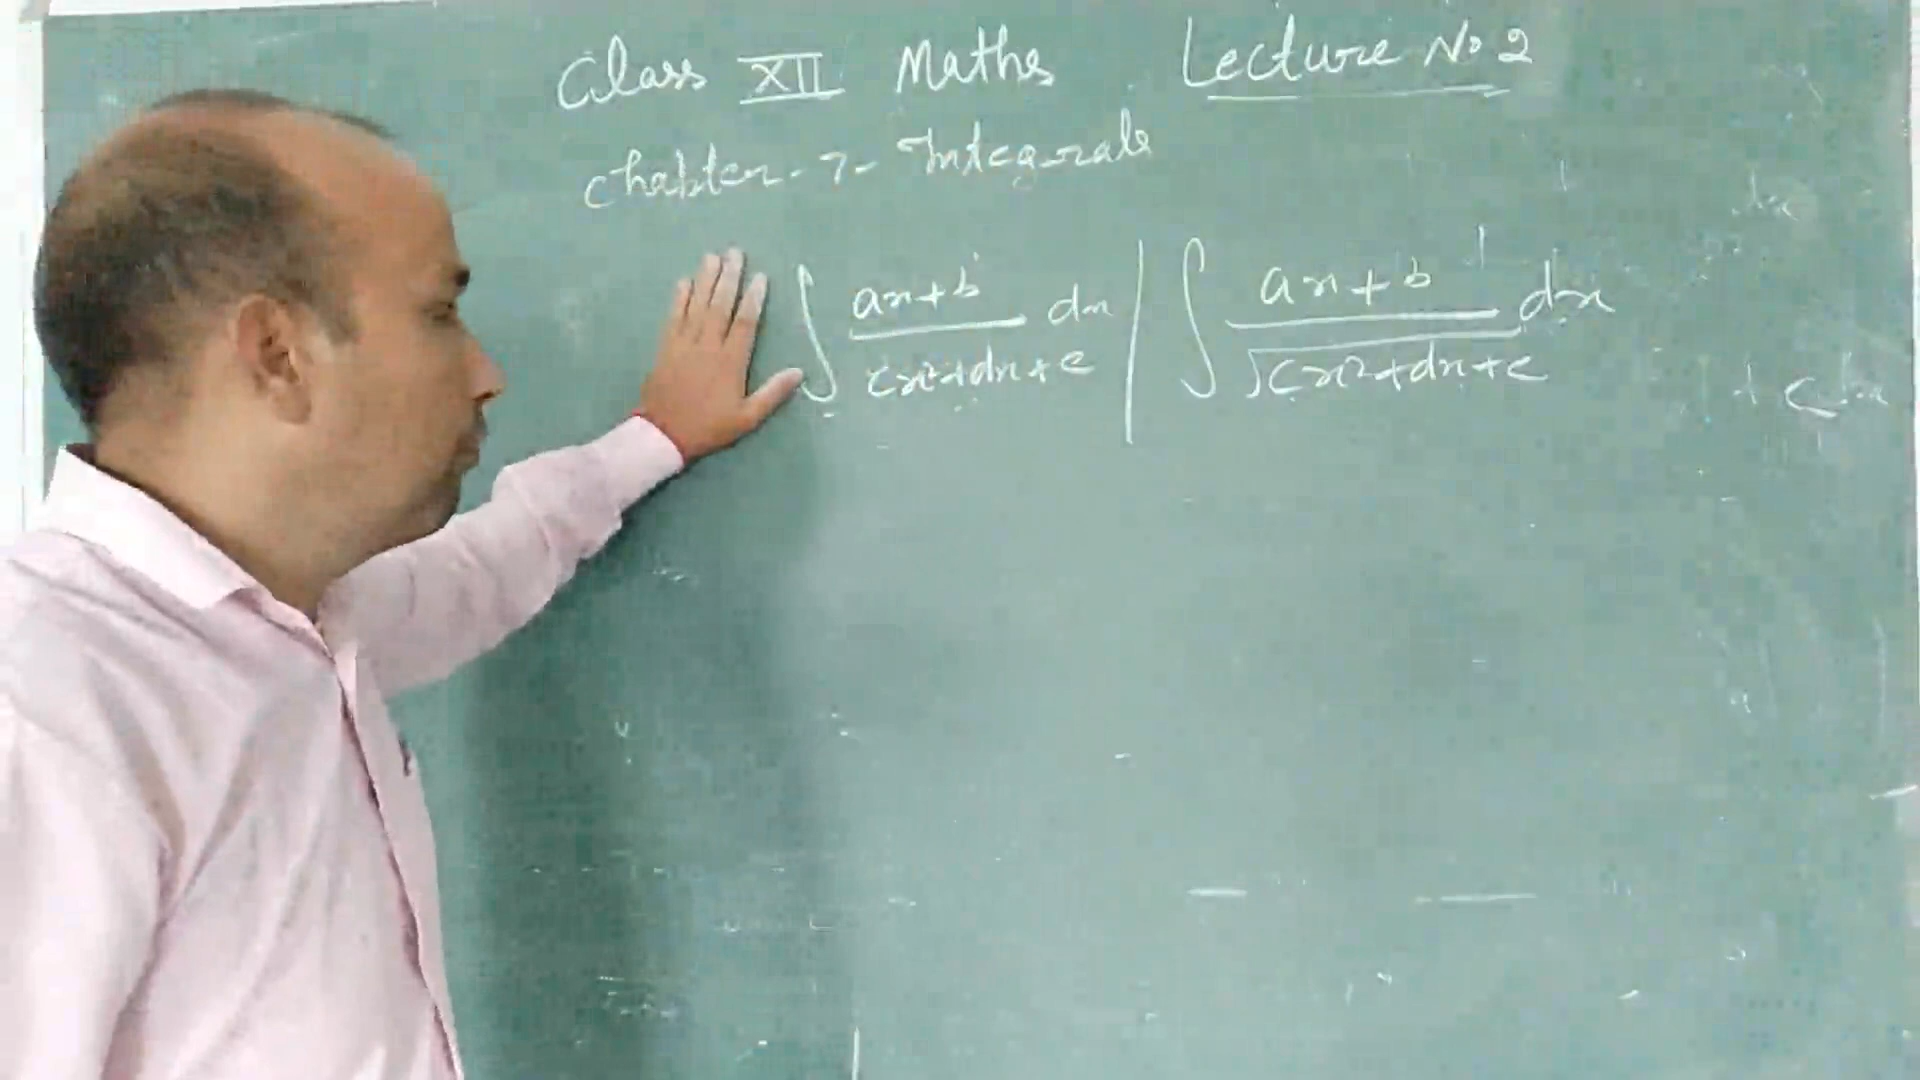 Class XII Maths Lecture No 2
Chapter-7- Integrals
∫ ax+b / cx²+dx+e dx | ∫ ax+b / √cx²+dx+e dx